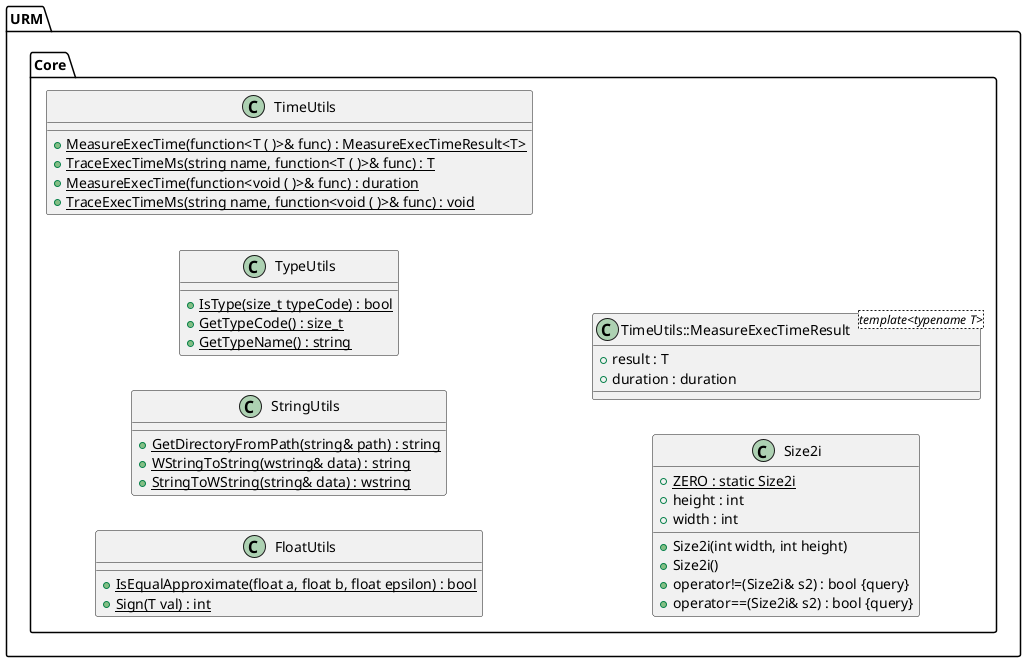 URM
Core
C TimeUtils
MeasureExecTime(function<T ( )>& func) : MeasureExecTimeResult<T>
TraceExecTimeMs(string name, function<T ( )>& func) : T
MeasureExecTime(function<void ( )>& func) : duration
TraceExecTimeMs(string name, function<void ( )>& func) : void
C TypeUtils
IsType(size_t typeCode) : bool
GetTypeCode() : size_t
GetTypeName() : string
C StringUtils
GetDirectoryFromPath(string& path) : string
WStringToString(wstring& data) : string
StringToWString(string& data) : wstring
C FloatUtils
IsEqualApproximate(float a, float b, float epsilon) : bool
Sign(T val) : int
template<typename T>
C TimeUtils::MeasureExecTimeResult
result : T
duration : duration
C Size2i
ZERO : static Size2i
height : int
width : int
Size2i(int width, int height)
Size2i()
operator!=(Size2i& s2) : bool {query}
operator==(Size2i& s2) : bool {query}